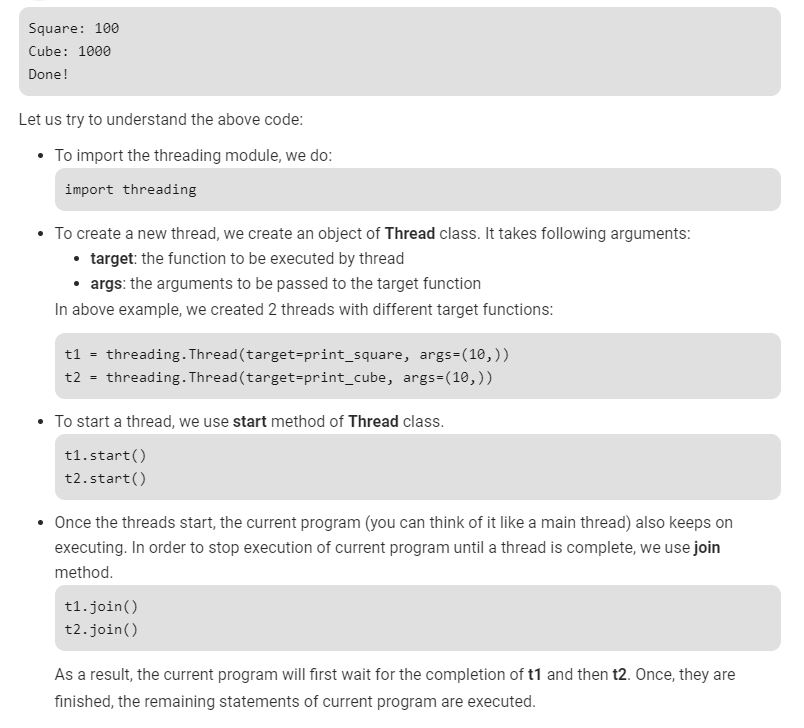 Square: 100
Cube: 1000
Done!
Let us try to understand the above code:
• To import the threading module, we do:
import threading
• To create a new thread, we create an object of Thread class. It takes following arguments:
• target: the function to be executed by thread
• args: the arguments to be passed to the target function
In above example, we created 2 threads with different target functions:
t1 = threading.Thread(target=print_square, args=(10,))
t2 = threading.Thread(target=print_cube, args=(10,))
• To start a thread, we use start method of Thread class.
t1.start()
t2.start()
• Once the threads start, the current program (you can think of it like a main thread) also keeps on
executing. In order to stop execution of current program until a thread is complete, we use join
method.
t1.join()
t2.join()
As a result, the current program will first wait for the completion of t1 and then t2. Once, they are
finished, the remaining statements of current program are executed.